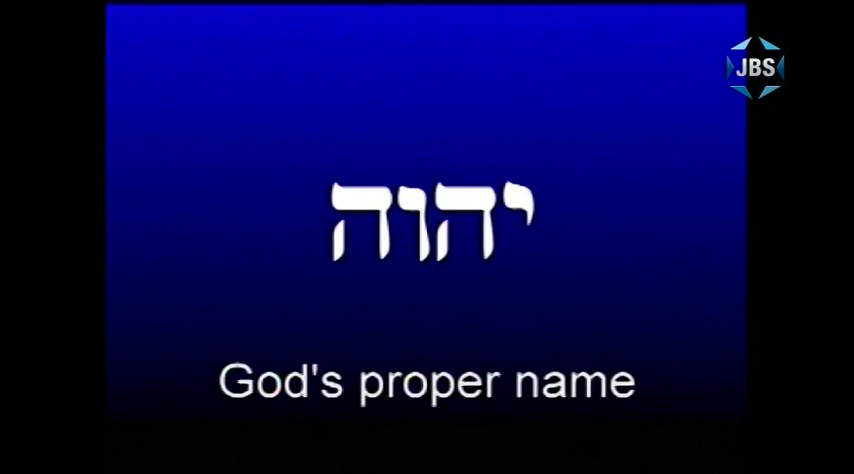 JBS
יהוה
God's proper name